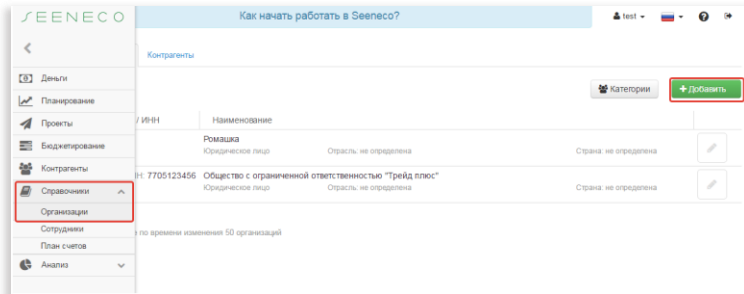 SEENECO
Как начать работать в Seeneco?
test
Контрагенты
Деньги
Планирование
Категории
Добавить
Проекты
/ ИНН
Наименование
Бюджетирование
Ромашка
Юридическое лицо
Отрасль: не определена
Страна: не определена
Контрагенты
Н: 7705123456
Общество с ограниченной ответственностью "Трейд плюс"
Справочники
Юридическое лицо
Отрасль: не определена
Страна: не определена
Организации
Сотрудники
по времени изменения 50 организаций
План счетов
Анализ